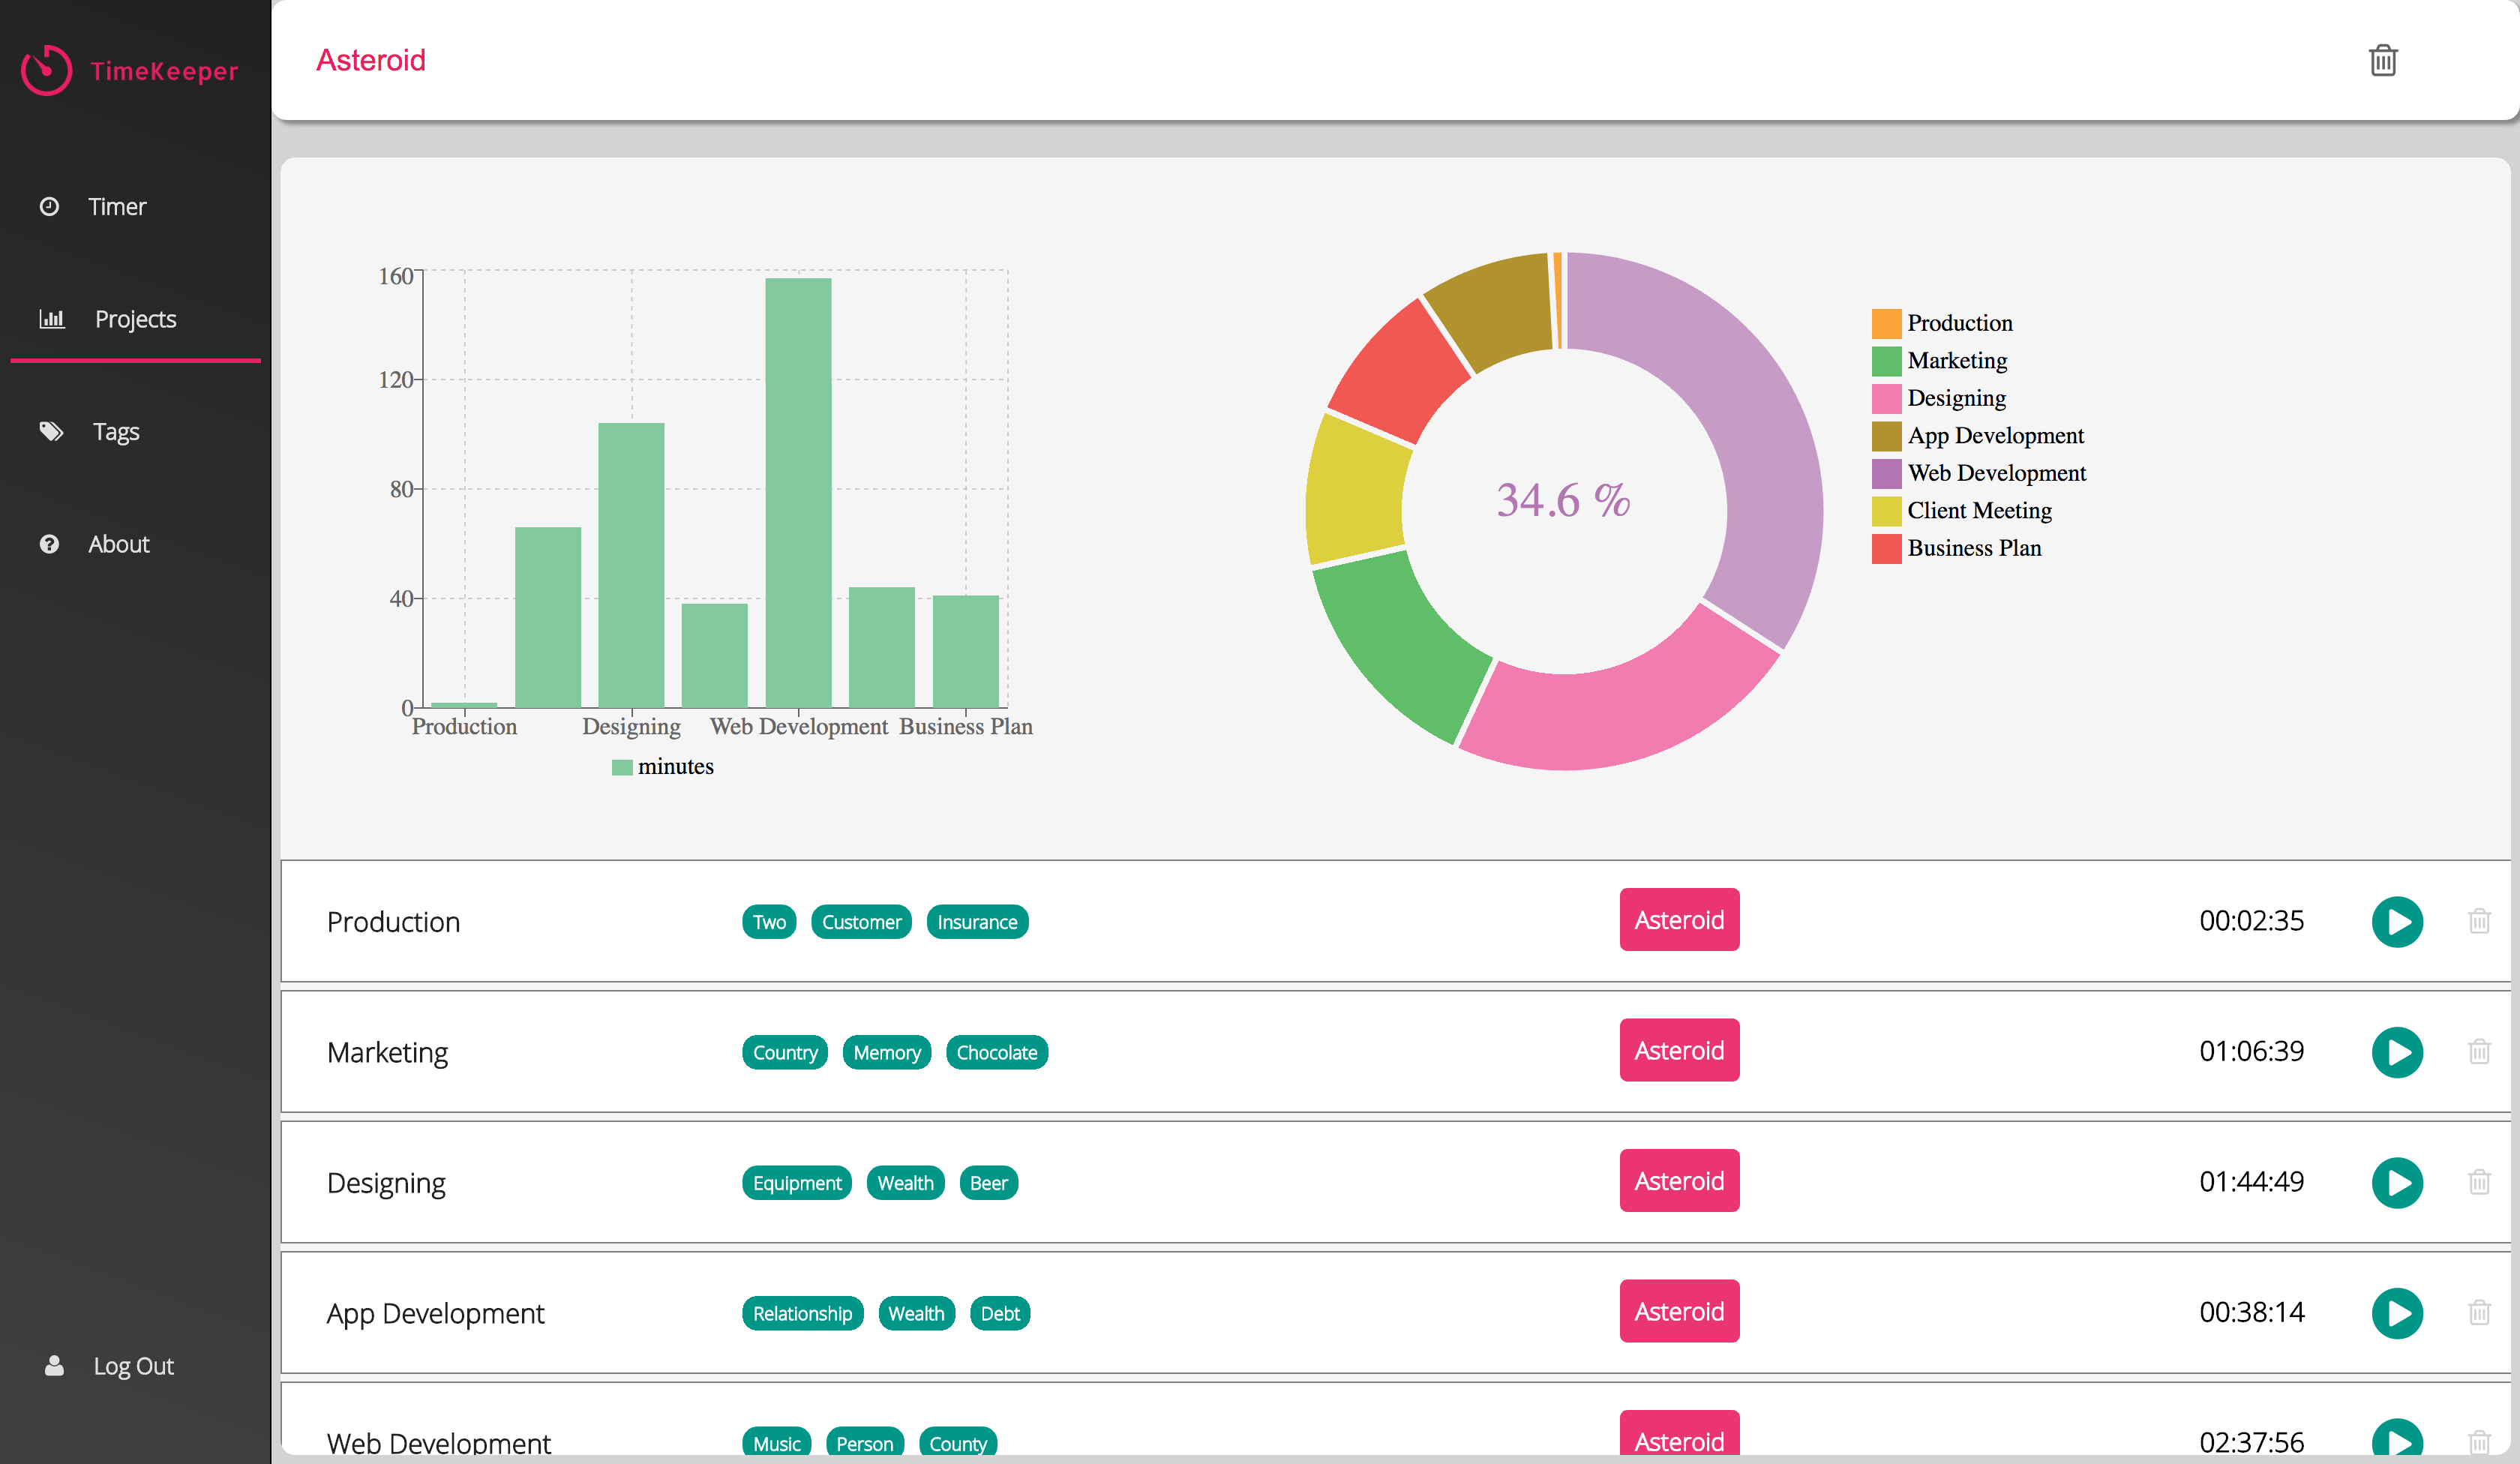 TimeKeeper
Timer
Projects
Tags
About
Log Out
Asteroid
160
120
80
40
0
Production Designing Web Development Business Plan
minutes
34.6 %
Production
Marketing
Designing
App Development
Web Development
Client Meeting
Business Plan
Production Two Customer Insurance Asteroid 00:02:35
Marketing Country Memory Chocolate Asteroid 01:06:39
Designing Equipment Wealth Beer Asteroid 01:44:49
App Development Relationship Wealth Debt Asteroid 00:38:14
Web Development Music Person County Asteroid 02:37:56